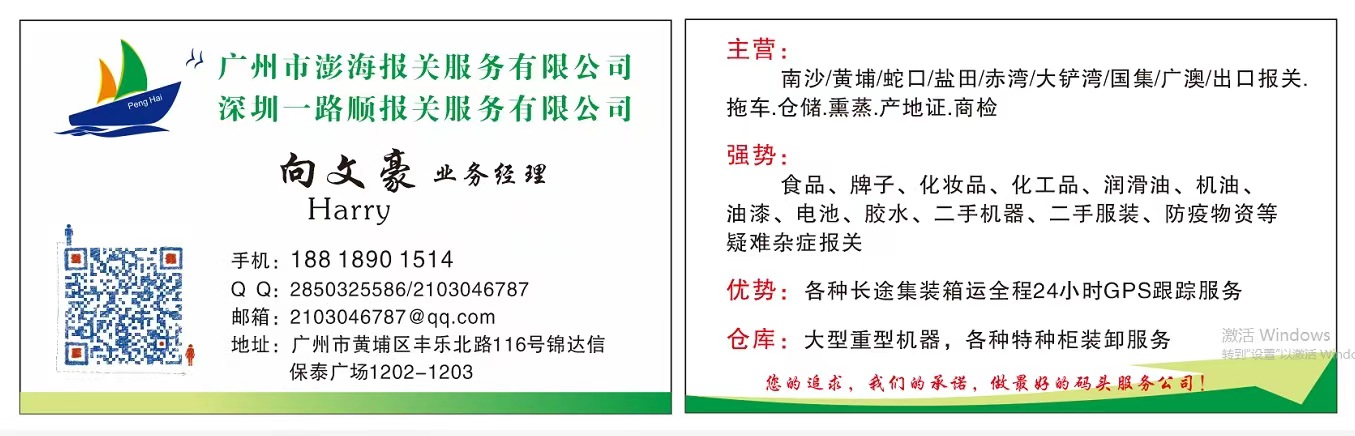 Peng Hai
广州市澎海报关服务有限公司
深圳一路顺报关服务有限公司
向文豪 业务经理
Harry
手机：188 1890 1514
Q Q：2850325586/2103046787
邮箱：2103046787@qq.com
地址：广州市黄埔区丰乐北路116号锦达信
保泰广场1202-1203
主营：
南沙/黄埔/蛇口/盐田/赤湾/大铲湾/国集/广澳/出口报关.
拖车.仓储.熏蒸.产地证.商检
强势：
食品、牌子、化妆品、化工品、润滑油、机油、
油漆、电池、胶水、二手机器、二手服装、防疫物资等
疑难杂症报关
优势：各种长途集装箱运全程24小时GPS跟踪服务
仓库：大型重型机器，各种特种柜装卸服务
您的追求，我们的承诺，做最好的码头服务公司！
激活 Windows
转到"设置"以激活 Windo